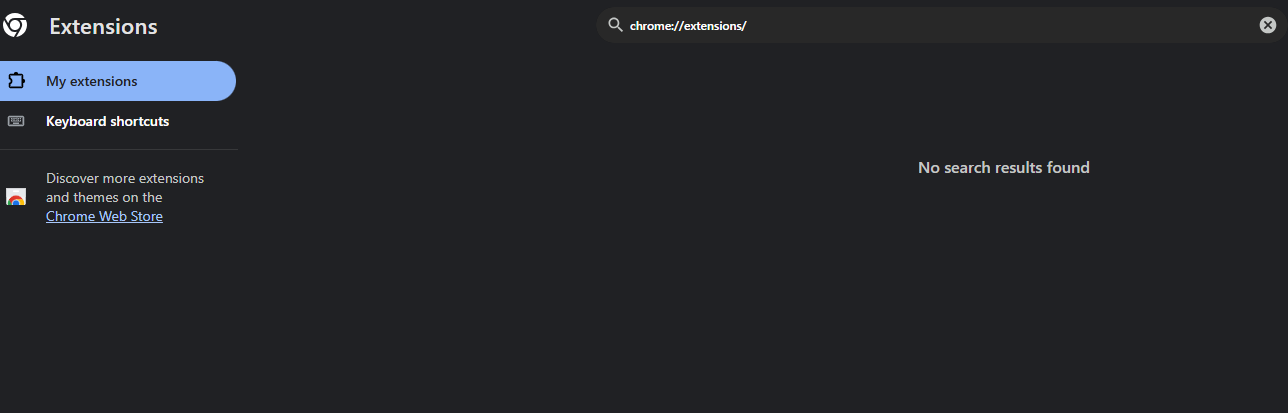 Extensions
chrome://extensions/
My extensions
Keyboard shortcuts
No search results found
Discover more extensions
and themes on the
Chrome Web Store